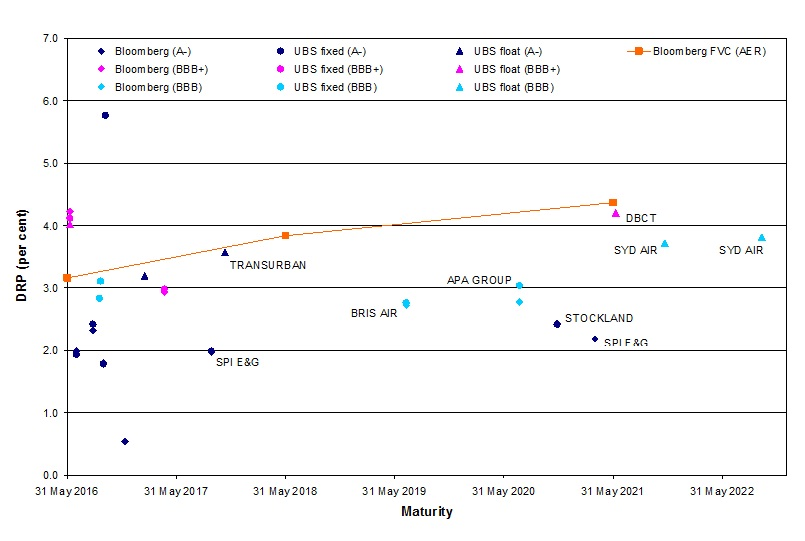 7.0
Bloomberg (A-) UBS fixed (A-) UBS float (A-) Bloomberg FVC (AER)
Bloomberg (BBB+) UBS fixed (BBB+) UBS float (BBB+)
Bloomberg (BBB) UBS fixed (BBB) UBS float (BBB)
6.0
5.0
4.0
DBCT
SYD AIR SYD AIR
TRANSURBAN
APA GROUP
3.0
BRIS AIR STOCKLAND
SPI E&G
2.0
SPI E&G
1.0
0.0
31 May 2016 31 May 2017 31 May 2018 31 May 2019 31 May 2020 31 May 2021 31 May 2022
Maturity
DRP (per cent)